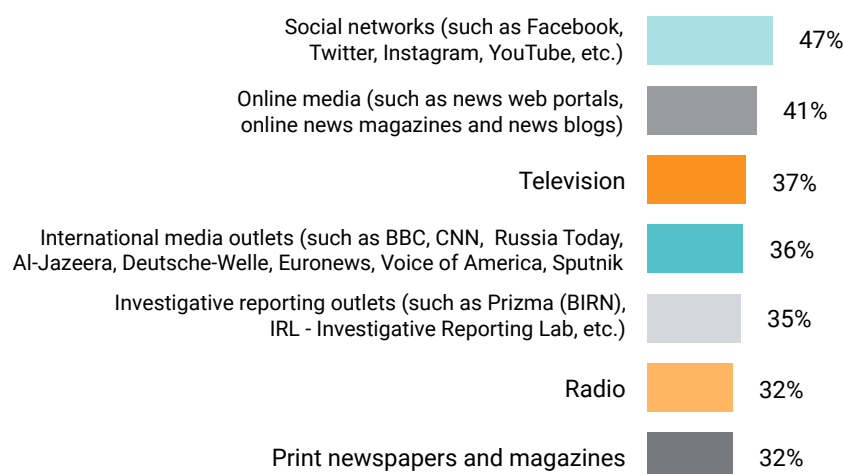 Social networks (such as Facebook,
Twitter, Instagram, YouTube, etc.)
47%
Online media (such as news web portals,
online news magazines and news blogs)
41%
Television
37%
International media outlets (such as BBC, CNN, Russia Today,
Al-Jazeera, Deutsche-Welle, Euronews, Voice of America, Sputnik
36%
Investigative reporting outlets (such as Prizma (BIRN),
IRL - Investigative Reporting Lab, etc.)
35%
Radio
32%
Print newspapers and magazines
32%